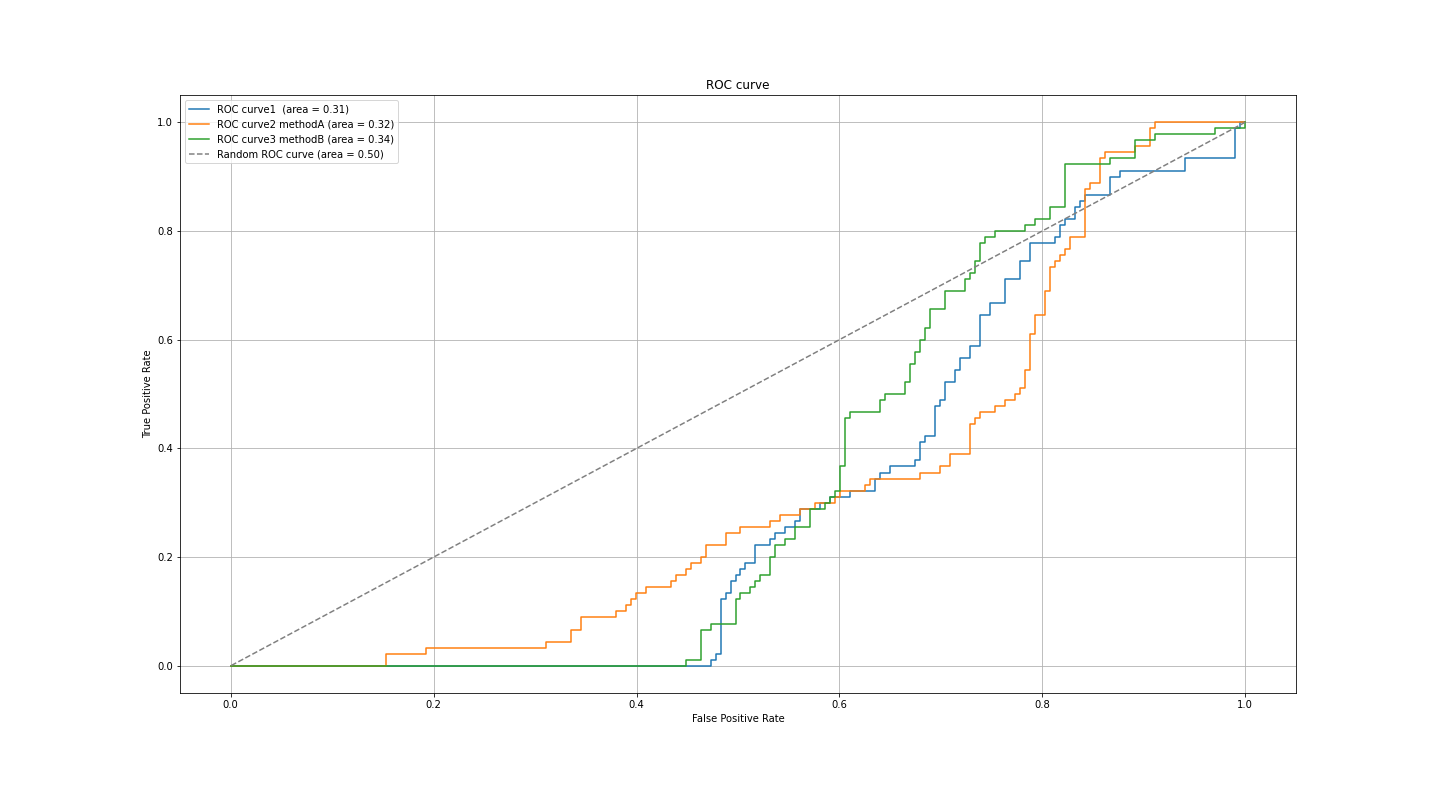 ROC curve
ROC curve1  (area = 0.31)
ROC curve2 methodA (area = 0.32)
ROC curve3 methodB (area = 0.34)
Random ROC curve (area = 0.50)
1.0
0.8
0.6
0.4
0.2
0.0
True Positive Rate
0.0 0.2 0.4 0.6 0.8 1.0
False Positive Rate